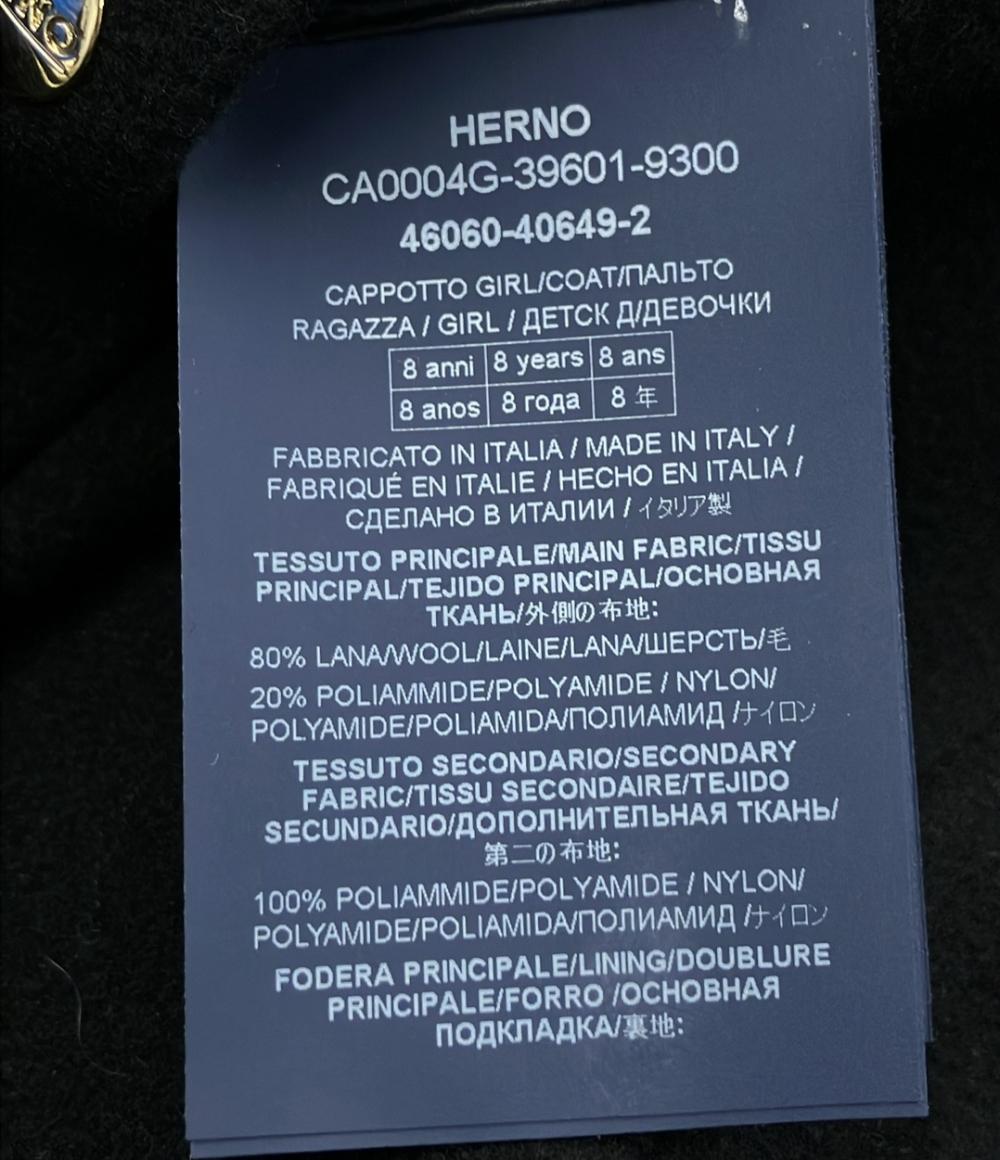 HERNO
CA0004G-39601-9300
46060-40649-2
CAPPOTTO GIRL/COAT/ПАЛЬТО
RAGAZZA / GIRL / ДЕТСК Д/ДЕВОЧКИ
8 anni 8 years 8 ans
8 anos 8 года 8 年
FABBRICATO IN ITALIA / MADE IN ITALY /
FABRIQUÉ EN ITALIE / HECHO EN ITALIA /
СДЕЛАНО В ИТАЛИИ / イタリア製
TESSUTO PRINCIPALE/MAIN FABRIC/TISSU
PRINCIPAL/TEJIDO PRINCIPAL/ОСНОВНАЯ
ТКАНЬ/外側の布地:
80% LANA/WOOL/LAINE/LANA/ШЕРСТЬ/毛
20% POLIAMMIDE/POLYAMIDE / NYLON/
POLYAMIDE/POLIAMIDA/ПОЛИАМИД /ナイロン
TESSUTO SECONDARIO/SECONDARY
FABRIC/TISSU SECONDAIRE/TEJIDO
SECUNDARIO/ДОПОЛНИТЕЛЬНАЯ ТКАНЬ/
第二の布地:
100% POLIAMMIDE/POLYAMIDE / NYLON/
POLYAMIDE/POLIAMIDA/ПОЛИАМИД /ナイロン
FODERA PRINCIPALE/LINING/DOUBLURE
PRINCIPALE/FORRO /ОСНОВНАЯ
ПОДКЛАДКА/裏地: